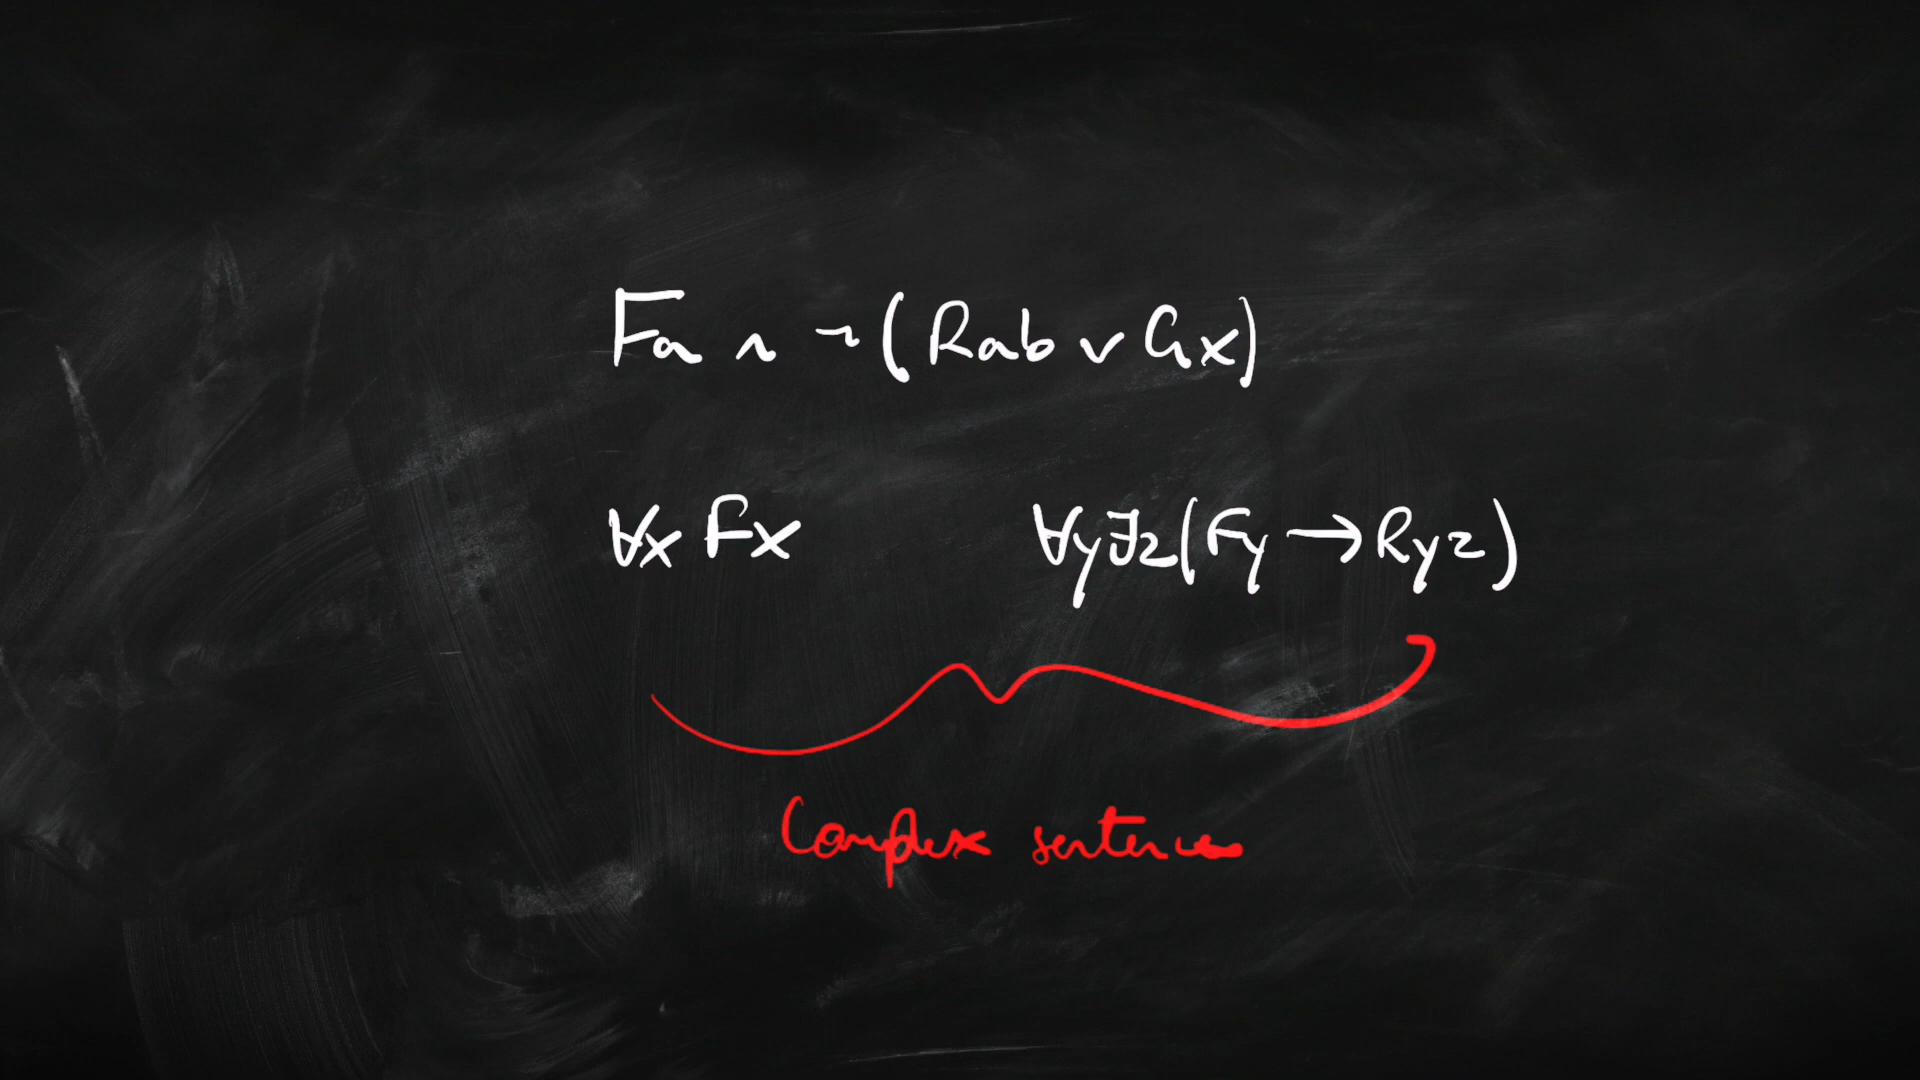 Fa ∧ ¬(Rab ∨ Gx)
∀x Fx ∀y∃z(Fy → Ryz)
Complex sentences